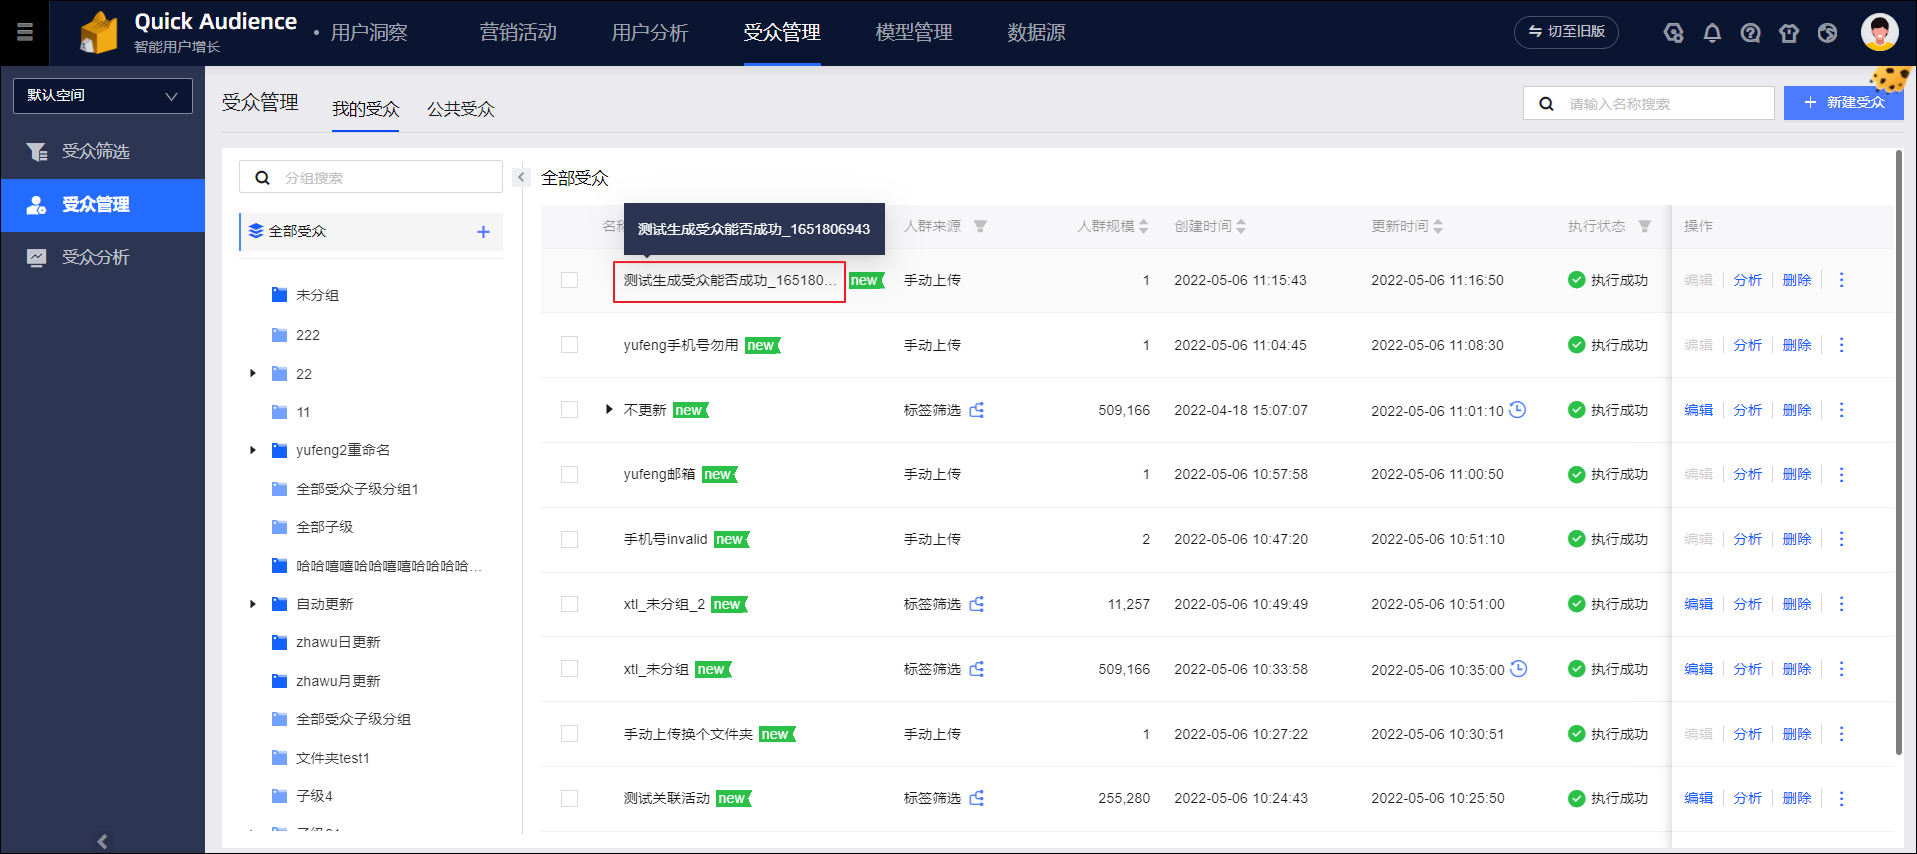 Quick Audience
智能用户增长
用户洞察
营销活动
用户分析
受众管理
模型管理
数据源
切至旧版
默认空间
受众筛选
受众管理
受众分析
受众管理
我的受众
公共受众
请输入名称搜索
新建受众
分组搜索
全部受众
未分组
222
22
11
yufeng2重命名
全部受众子级分组1
全部子级
哈哈嘻嘻哈哈嘻嘻哈哈哈哈...
自动更新
zhawu日更新
zhawu月更新
全部受众子级分组
文件夹test1
子级4
全部受众
测试生成受众能否成功_1651806943
人群来源 人群规模 创建时间 更新时间 执行状态 操作
测试生成受众能否成功_165180... new 手动上传 1 2022-05-06 11:15:43 2022-05-06 11:16:50 执行成功 编辑 分析 删除
yufeng手机号勿用 new 手动上传 1 2022-05-06 11:04:45 2022-05-06 11:08:30 执行成功 编辑 分析 删除
不更新 new 标签筛选 509,166 2022-04-18 15:07:07 2022-05-06 11:01:10 执行成功 编辑 分析 删除
yufeng邮箱 new 手动上传 1 2022-05-06 10:57:58 2022-05-06 11:00:50 执行成功 编辑 分析 删除
手机号invalid new 手动上传 2 2022-05-06 10:47:20 2022-05-06 10:51:10 执行成功 编辑 分析 删除
xtl_未分组_2 new 标签筛选 11,257 2022-05-06 10:49:49 2022-05-06 10:51:00 执行成功 编辑 分析 删除
xtl_未分组 new 标签筛选 509,166 2022-05-06 10:33:58 2022-05-06 10:35:00 执行成功 编辑 分析 删除
手动上传换个文件夹 new 手动上传 1 2022-05-06 10:27:22 2022-05-06 10:30:51 执行成功 编辑 分析 删除
测试关联活动 new 标签筛选 255,280 2022-05-06 10:24:43 2022-05-06 10:25:50 执行成功 编辑 分析 删除